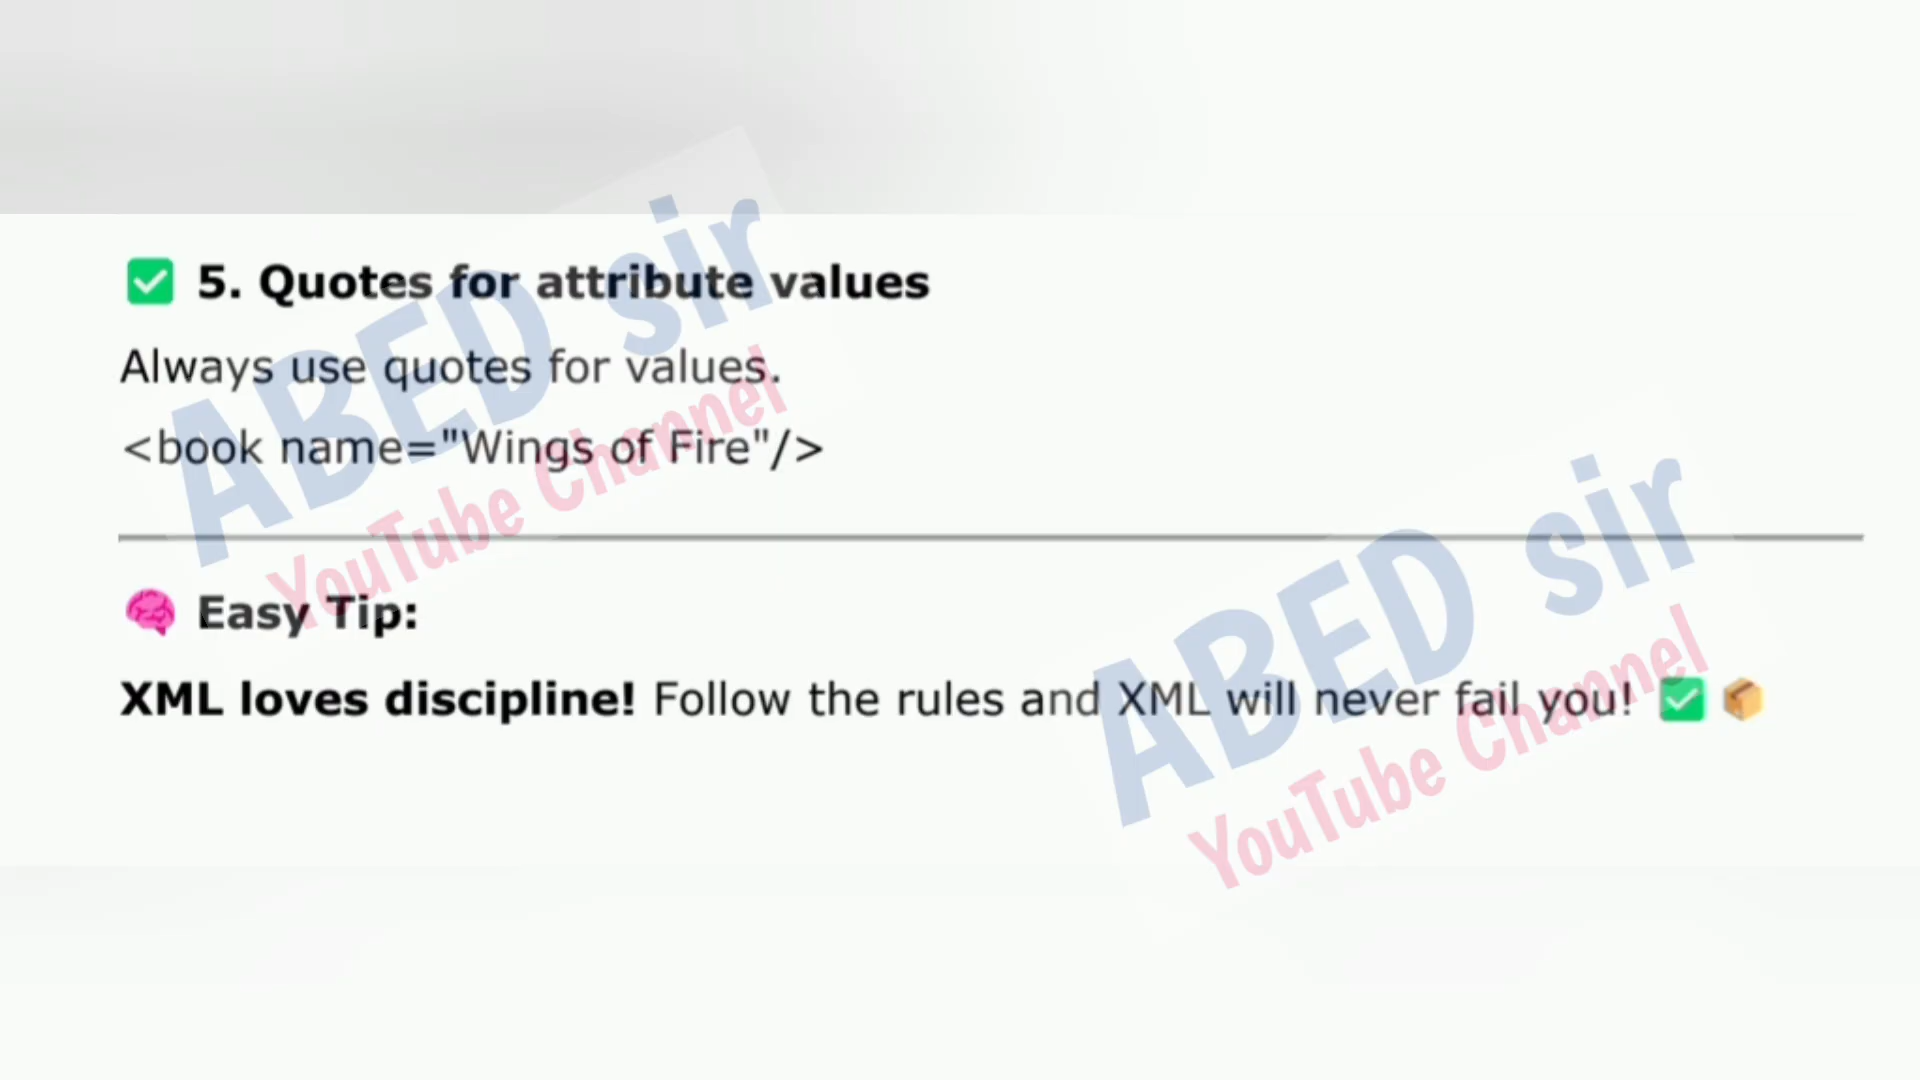 ✅ 5. Quotes for attribute values
Always use quotes for values.
<book name="Wings of Fire"/>
🧠 Easy Tip:
XML loves discipline! Follow the rules and XML will never fail you! ✅ 📦
ABED sir
YouTube Channel
ABED sir
YouTube Channel